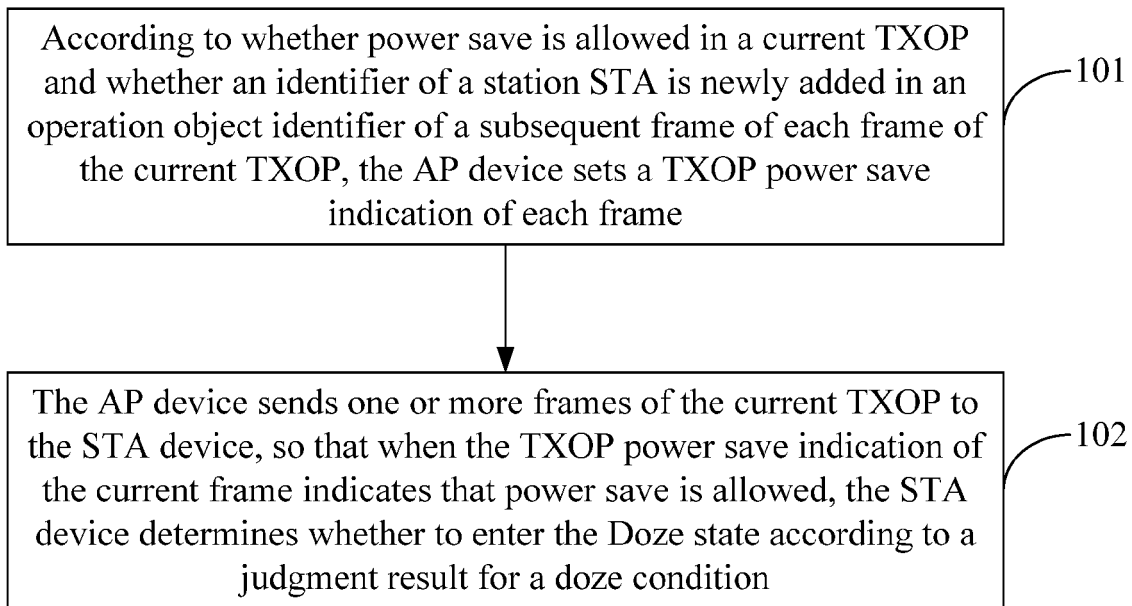 According to whether power save is allowed in a current TXOP
and whether an identifier of a station STA is newly added in an
operation object identifier of a subsequent frame of each frame of
the current TXOP, the AP device sets a TXOP power save
indication of each frame
101
The AP device sends one or more frames of the current TXOP to
the STA device, so that when the TXOP power save indication of
the current frame indicates that power save is allowed, the STA
device determines whether to enter the Doze state according to a
judgment result for a doze condition
102